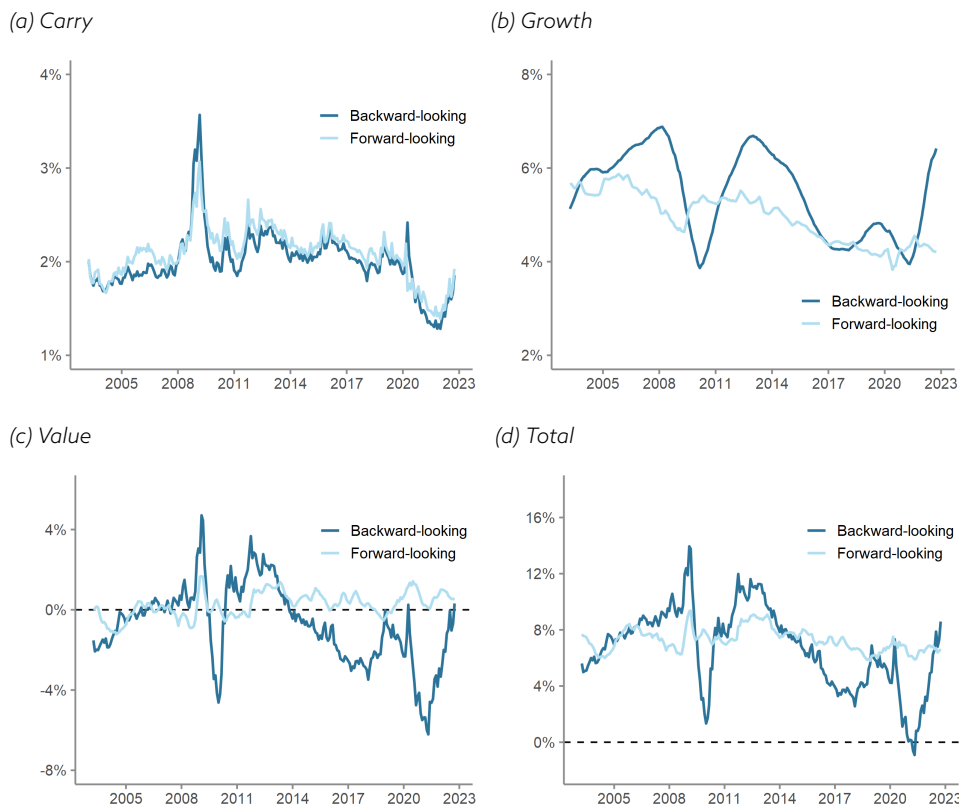 (a) Carry
4%
3%
2%
1%
Backward-looking
Forward-looking
2005 2008 2011 2014 2017 2020 2023
(b) Growth
8%
6%
4%
2%
Backward-looking
Forward-looking
2005 2008 2011 2014 2017 2020 2023
(c) Value
4%
0%
-4%
-8%
Backward-looking
Forward-looking
2005 2008 2011 2014 2017 2020 2023
(d) Total
16%
12%
8%
4%
0%
Backward-looking
Forward-looking
2005 2008 2011 2014 2017 2020 2023